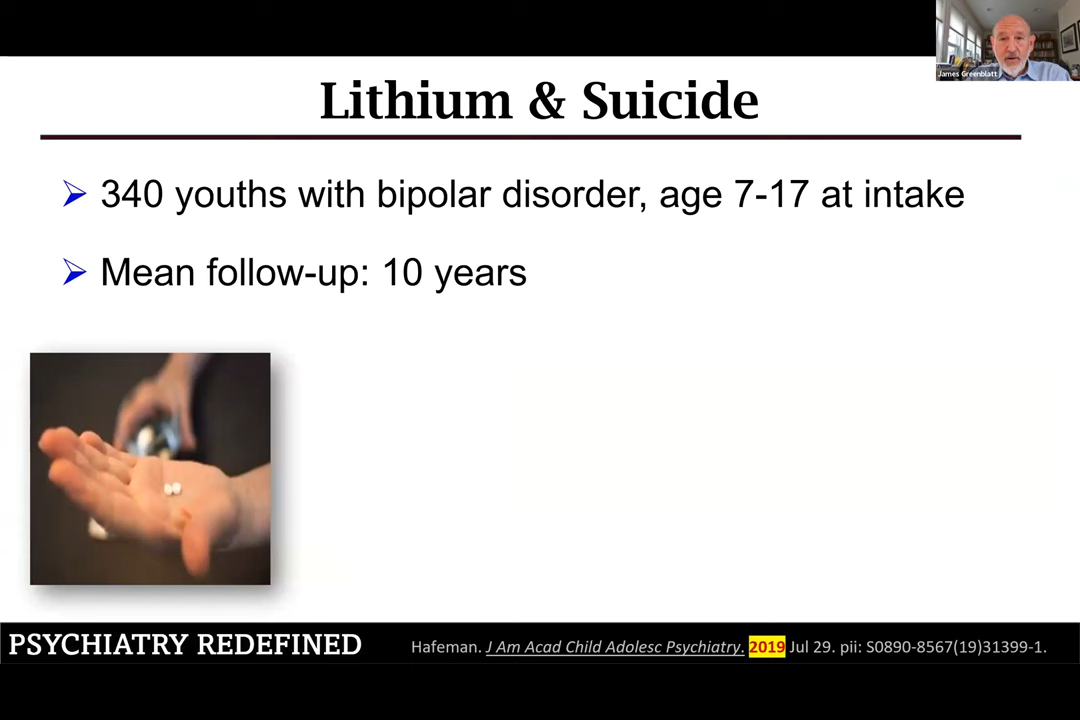 James Greenblatt
Lithium & Suicide
340 youths with bipolar disorder, age 7-17 at intake
Mean follow-up: 10 years
PSYCHIATRY REDEFINED
Hafeman. J Am Acad Child Adolesc Psychiatry. 2019 Jul 29. pii: S0890-8567(19)31399-1.